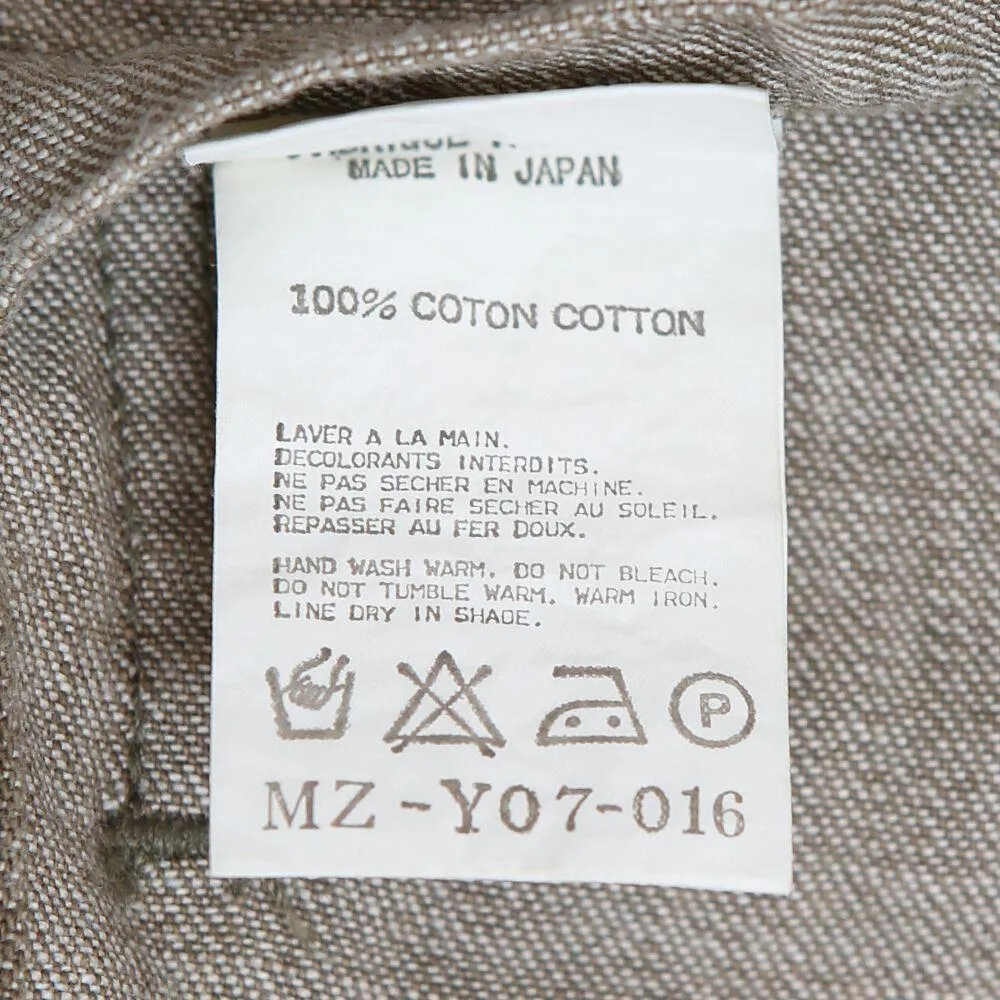 MADE IN JAPAN
100% COTON COTTON
LAVER A LA MAIN.
DECOLORANTS INTERDITS.
NE PAS SECHER EN MACHINE.
NE PAS FAIRE SECHER AU SOLEIL.
REPASSER AU FER DOUX.
HAND WASH WARM. DO NOT BLEACH.
DO NOT TUMBLE WARM. WARM IRON.
LINE DRY IN SHADE.
P
MZ-Y07-016